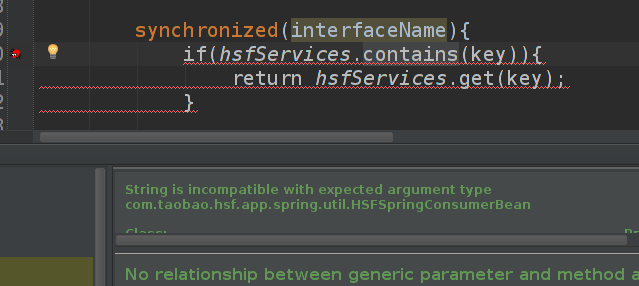 synchronized(interfaceName){
if(hsfServices.contains(key)){
return hsfServices.get(key);
}
String is incompatible with expected argument type
com.taobao.hsf.app.spring.util.HSFSpringConsumerBean
No relationship between generic parameter and method